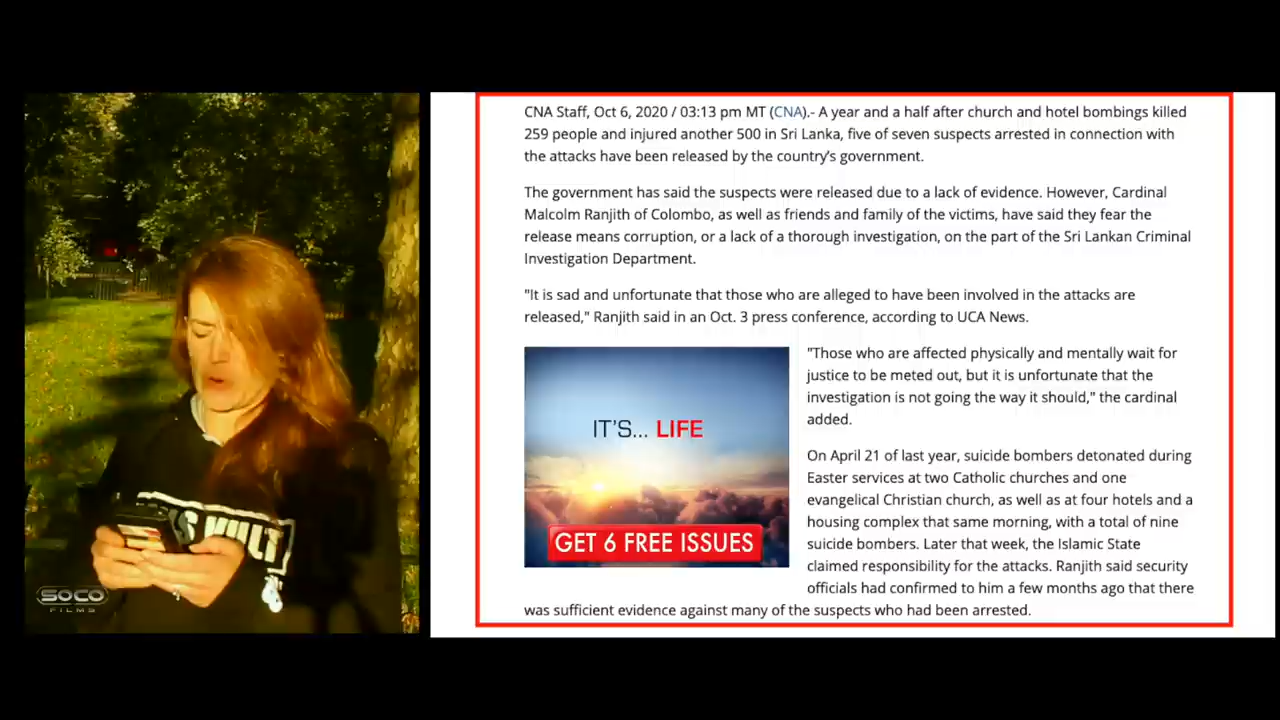 CNA Staff, Oct 6, 2020 / 03:13 pm MT (CNA).- A year and a half after church and hotel bombings killed
259 people and injured another 500 in Sri Lanka, five of seven suspects arrested in connection with
the attacks have been released by the country's government.
The government has said the suspects were released due to a lack of evidence. However, Cardinal
Malcolm Ranjith of Colombo, as well as friends and family of the victims, have said they fear the
release means corruption, or a lack of a thorough investigation, on the part of the Sri Lankan Criminal
Investigation Department.
"It is sad and unfortunate that those who are alleged to have been involved in the attacks are
released," Ranjith said in an Oct. 3 press conference, according to UCA News.
IT'S... LIFE
GET 6 FREE ISSUES
"Those who are affected physically and mentally wait for
justice to be meted out, but it is unfortunate that the
investigation is not going the way it should," the cardinal
added.
On April 21 of last year, suicide bombers detonated during
Easter services at two Catholic churches and one
evangelical Christian church, as well as at four hotels and a
housing complex that same morning, with a total of nine
suicide bombers. Later that week, the Islamic State
claimed responsibility for the attacks. Ranjith said security
officials had confirmed to him a few months ago that there
was sufficient evidence against many of the suspects who had been arrested.
VULT
SOCO
FILMS